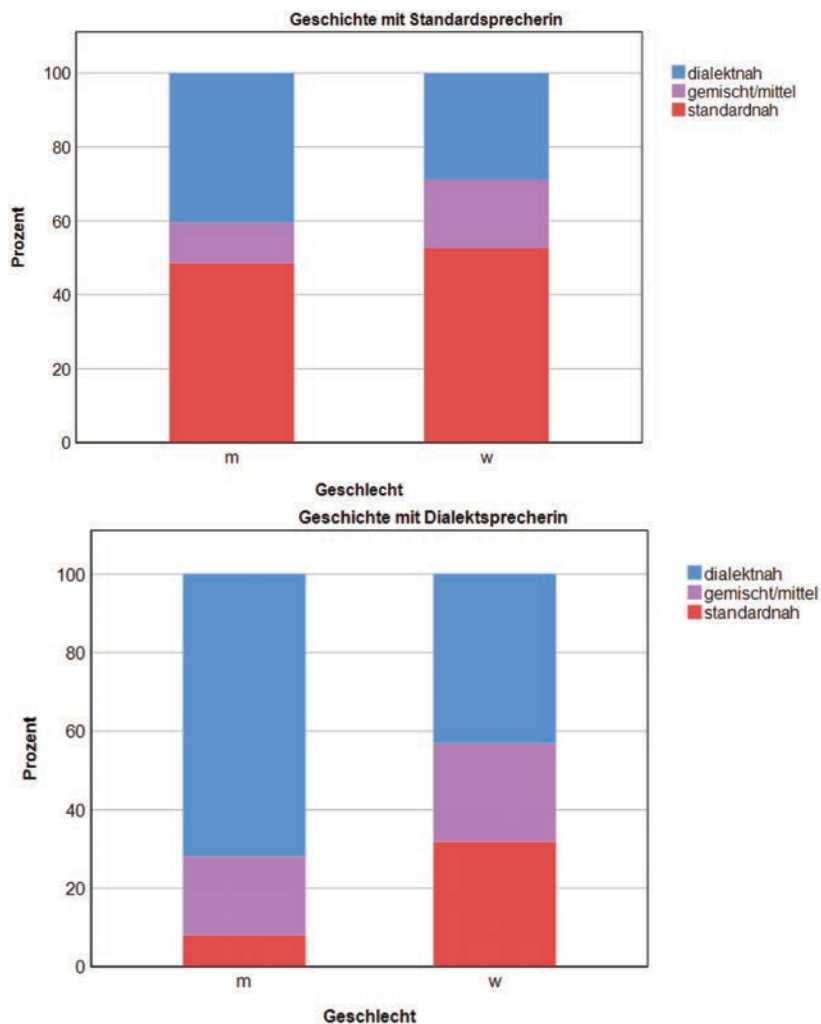 Geschichte mit Standardsprecherin
100
80
60
40
20
0
Prozent
m
w
Geschlecht
dialektnah
gemischt/mittel
standardnah
Geschichte mit Dialektsprecherin
100
80
60
40
20
0
Prozent
m
w
Geschlecht
dialektnah
gemischt/mittel
standardnah